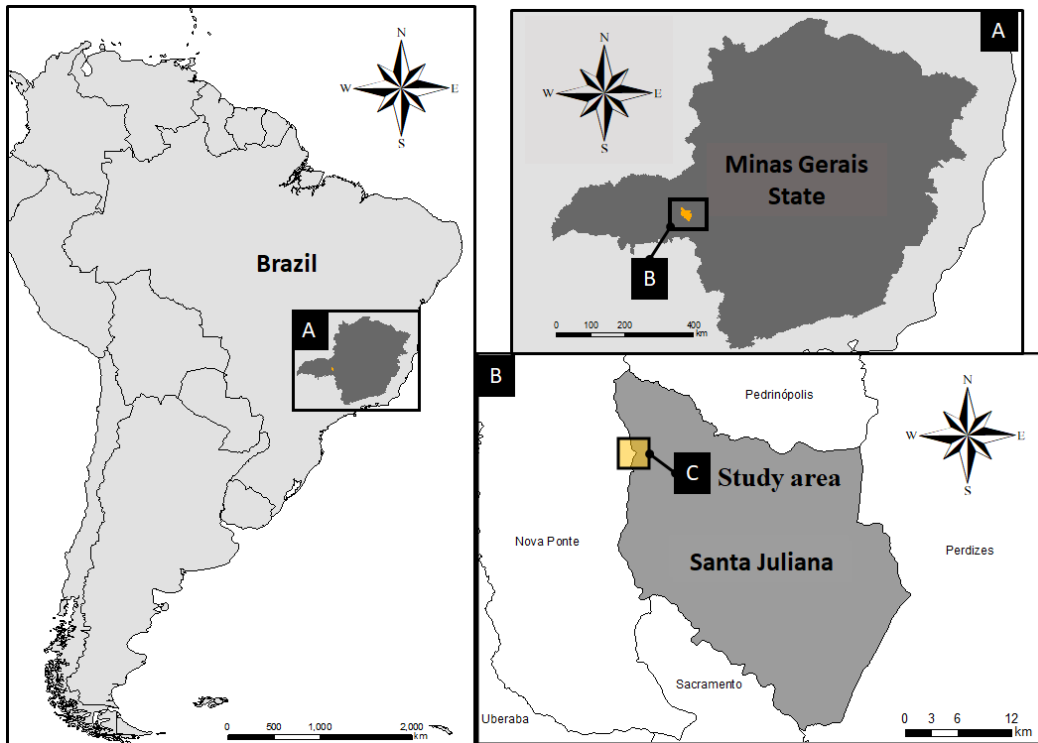 N
W E
S
Brazil
A
0 500 1,000 2,000
km
A
N
W E
S
Minas Gerais
State
B
0 100 200 400
km
B
Pedrinópolis
N
W E
S
C Study area
Nova Ponte
Santa Juliana
Perdizes
Sacramento
Uberaba
0 3 6 12
km